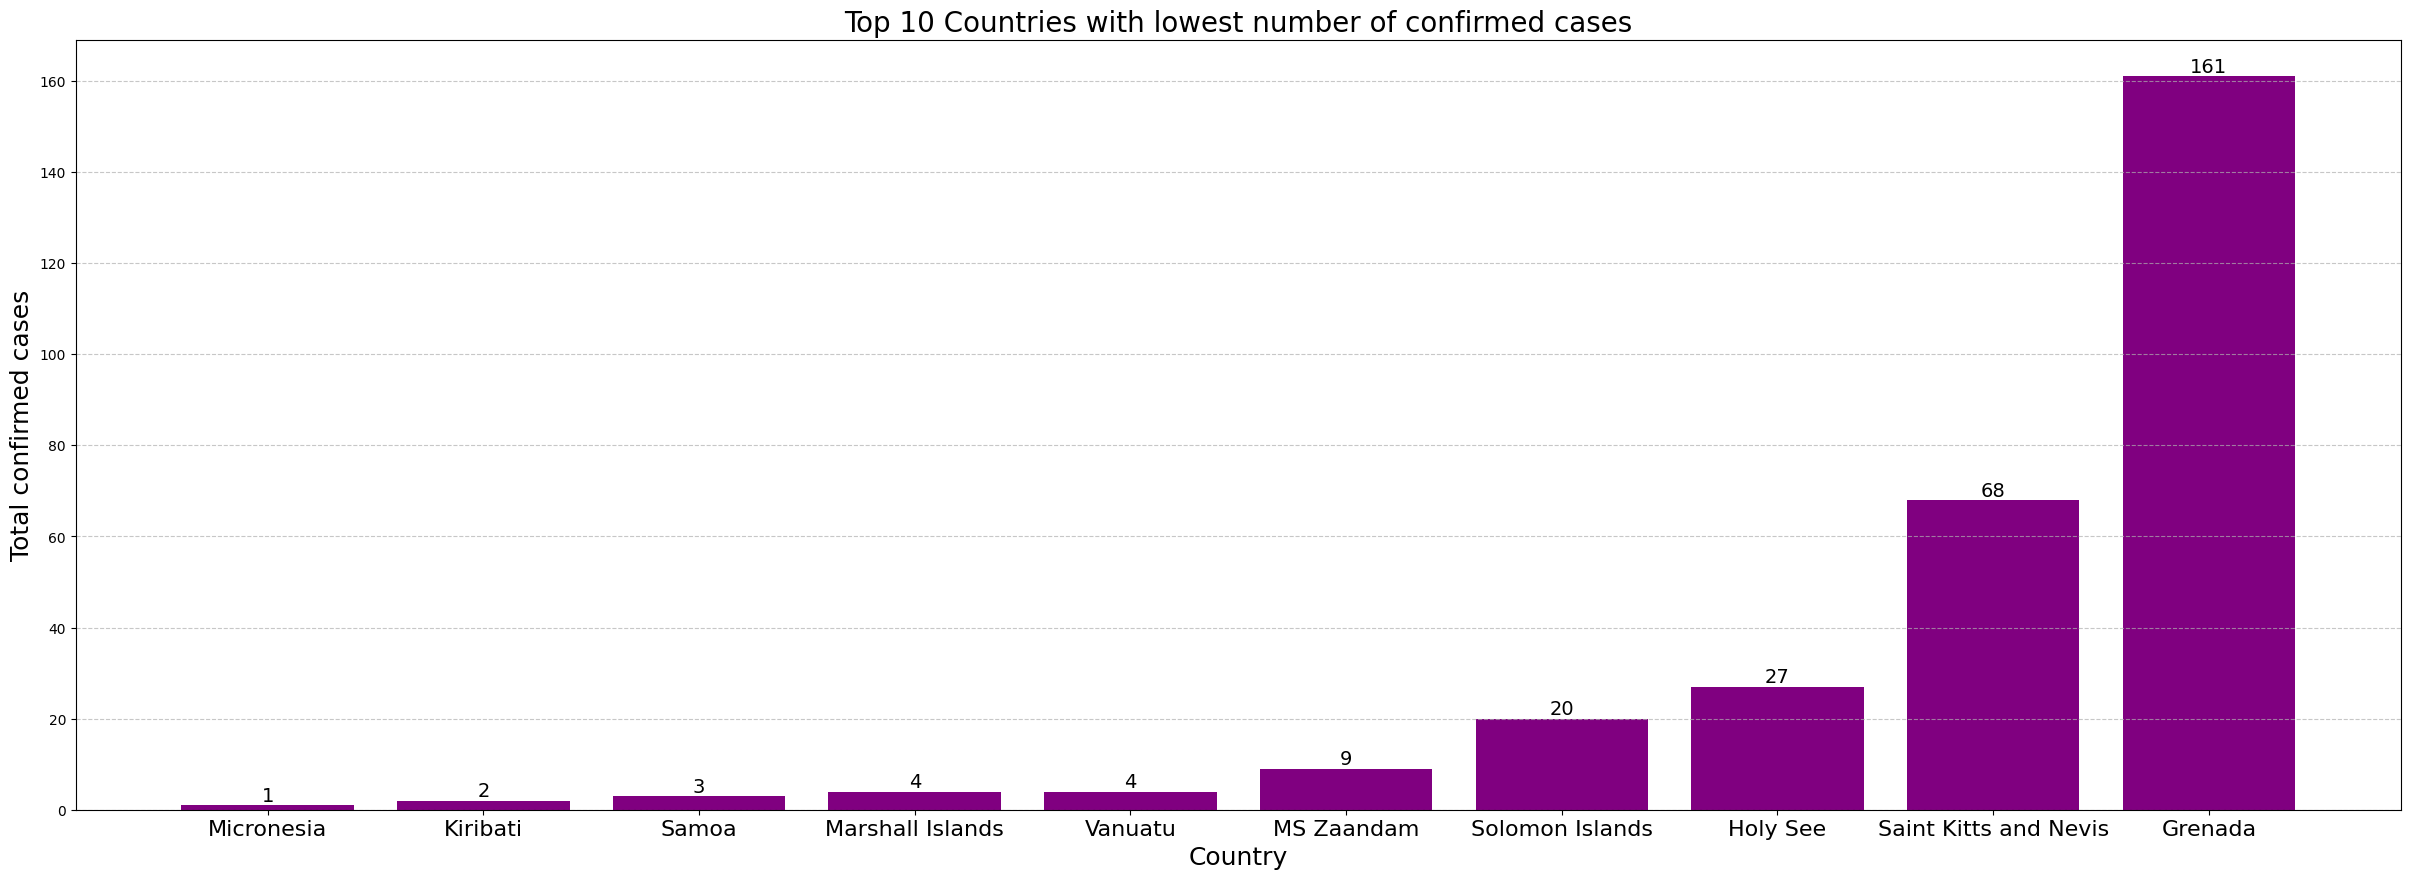 Top 10 Countries with lowest number of confirmed cases
Total confirmed cases
160
140
120
100
80
60
40
20
0
1
2
3
4
4
9
20
27
68
161
Micronesia
Kiribati
Samoa
Marshall Islands
Vanuatu
MS Zaandam
Solomon Islands
Holy See
Saint Kitts and Nevis
Grenada
Country